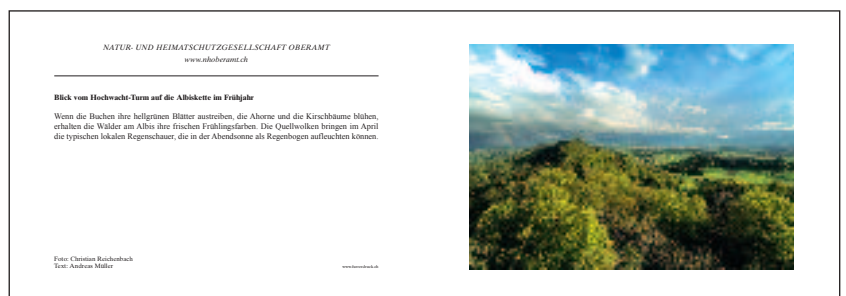 NATUR- UND HEIMATSCHUTZGESELLSCHAFT OBERAMT
www.nhoberamt.ch
Blick vom Hochwacht-Turm auf die Albiskette im Frühjahr
Wenn die Buchen ihre hellgrünen Blätter austreiben, die Ahorne und die Kirschbäume blühen,
erhalten die Wälder am Albis ihre frischen Frühlingsfarben. Die Quellwolken bringen im April
die typischen lokalen Regenschauer, die in der Abendsonne als Regenbogen aufleuchten können.
Foto: Christian Reichenbach
Text: Andreas Müller